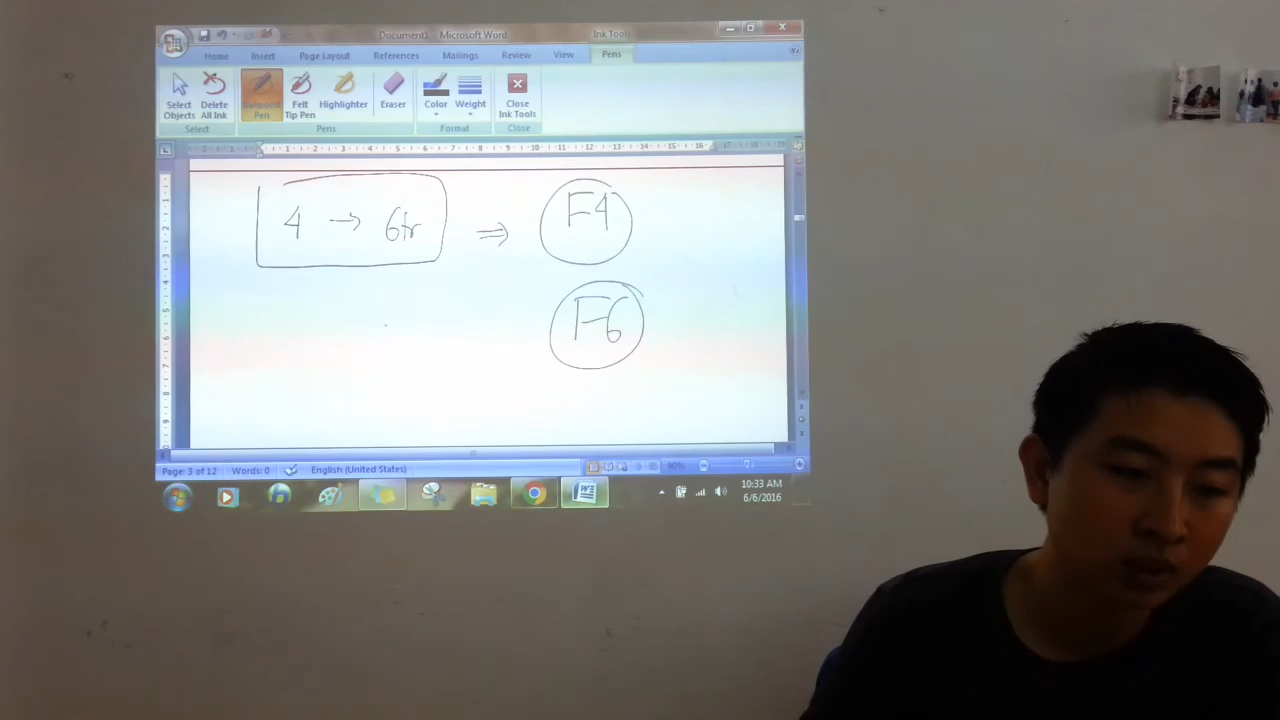 Document1 - Microsoft Word
Ink Tools
Home Insert Page Layout References Mailings Review View Pens
Select Objects
Delete All Ink
Ballpoint Pen
Felt Tip Pen
Highlighter
Eraser
Color
Weight
Close Ink Tools
Select Pens Format Close
4 → 6tr ⇒ F4
F6
Page: 3 of 12 Words: 0 English (United States) 90%
10:33 AM
6/6/2016